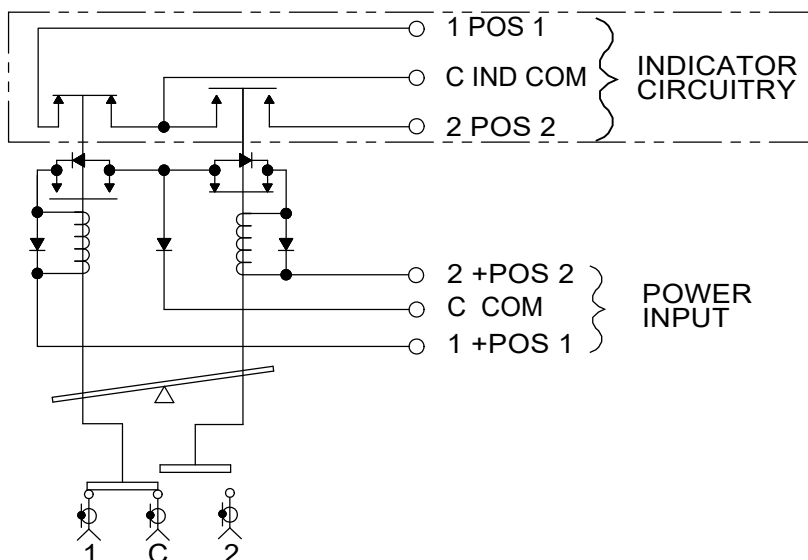 1 POS 1
C IND COM
2 POS 2
INDICATOR
CIRCUITRY
2 +POS 2
C COM
1 +POS 1
POWER
INPUT
1 C 2